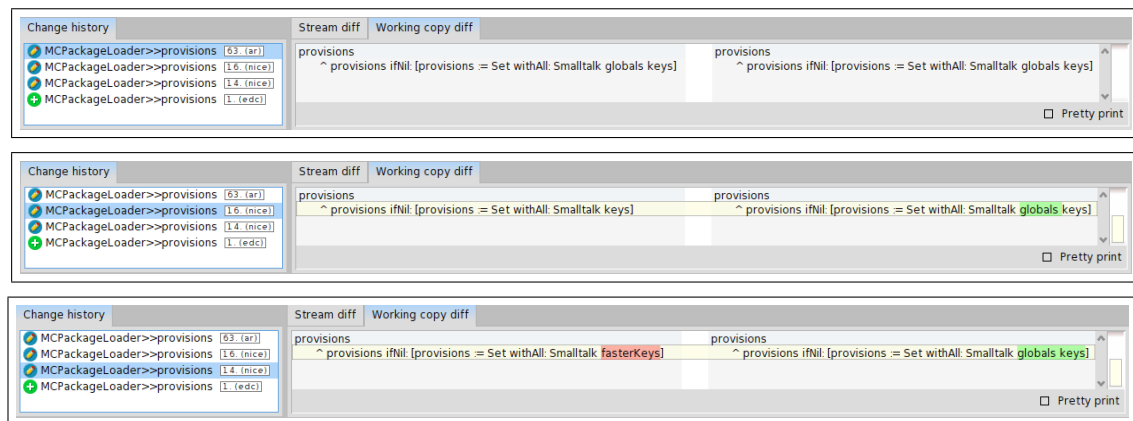 Change history
Stream diff Working copy diff
MCPackageLoader>>provisions 63. (ar)
MCPackageLoader>>provisions 16. (nice)
MCPackageLoader>>provisions 14. (nice)
MCPackageLoader>>provisions 1. (edc)
provisions
^ provisions ifNil: [provisions := Set withAll: Smalltalk globals keys]
provisions
^ provisions ifNil: [provisions := Set withAll: Smalltalk globals keys]
Pretty print
Change history
Stream diff Working copy diff
MCPackageLoader>>provisions 63. (ar)
MCPackageLoader>>provisions 16. (nice)
MCPackageLoader>>provisions 14. (nice)
MCPackageLoader>>provisions 1. (edc)
provisions
^ provisions ifNil: [provisions := Set withAll: Smalltalk keys]
provisions
^ provisions ifNil: [provisions := Set withAll: Smalltalk globals keys]
Pretty print
Change history
Stream diff Working copy diff
MCPackageLoader>>provisions 63. (ar)
MCPackageLoader>>provisions 16. (nice)
MCPackageLoader>>provisions 14. (nice)
MCPackageLoader>>provisions 1. (edc)
provisions
^ provisions ifNil: [provisions := Set withAll: Smalltalk fasterKeys]
provisions
^ provisions ifNil: [provisions := Set withAll: Smalltalk globals keys]
Pretty print